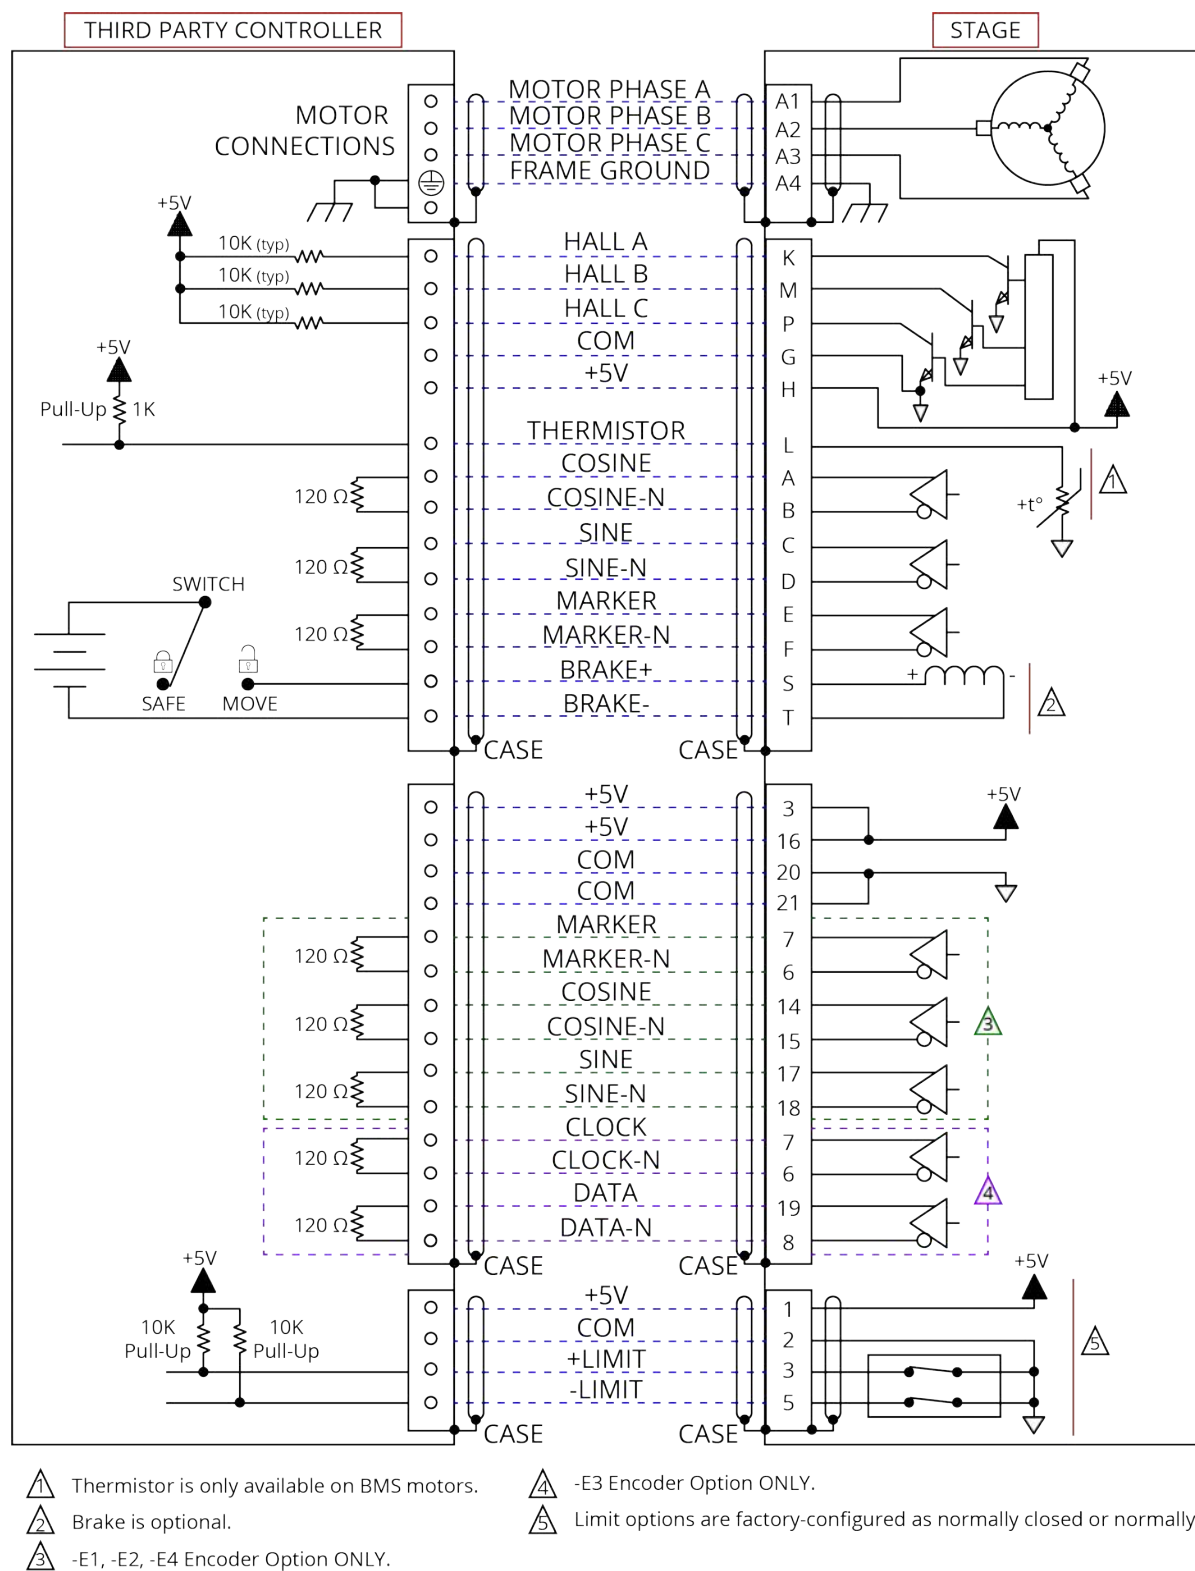 THIRD PARTY CONTROLLER
STAGE
MOTOR
CONNECTIONS
MOTOR PHASE A
MOTOR PHASE B
MOTOR PHASE C
FRAME GROUND
A1
A2
A3
A4
+5V
10K (typ)
10K (typ)
10K (typ)
HALL A
HALL B
HALL C
COM
+5V
K
M
P
G
H
+5V
+5V
Pull-Up 1K
THERMISTOR
COSINE
COSINE-N
SINE
SINE-N
MARKER
MARKER-N
BRAKE+
BRAKE-
L
A
B
C
D
E
F
S
T
+t°
1
120 Ω
120 Ω
120 Ω
SWITCH
SAFE
MOVE
+ -
2
CASE
CASE
+5V
+5V
COM
COM
MARKER
MARKER-N
COSINE
COSINE-N
SINE
SINE-N
CLOCK
CLOCK-N
DATA
DATA-N
3
16
20
21
7
6
14
15
17
18
7
6
19
8
+5V
120 Ω
120 Ω
120 Ω
120 Ω
120 Ω
3
4
CASE
CASE
+5V
10K
Pull-Up
10K
Pull-Up
+5V
COM
+LIMIT
-LIMIT
1
2
3
5
+5V
5
CASE
CASE
1 Thermistor is only available on BMS motors.
2 Brake is optional.
3 -E1, -E2, -E4 Encoder Option ONLY.
4 -E3 Encoder Option ONLY.
5 Limit options are factory-configured as normally closed or normally